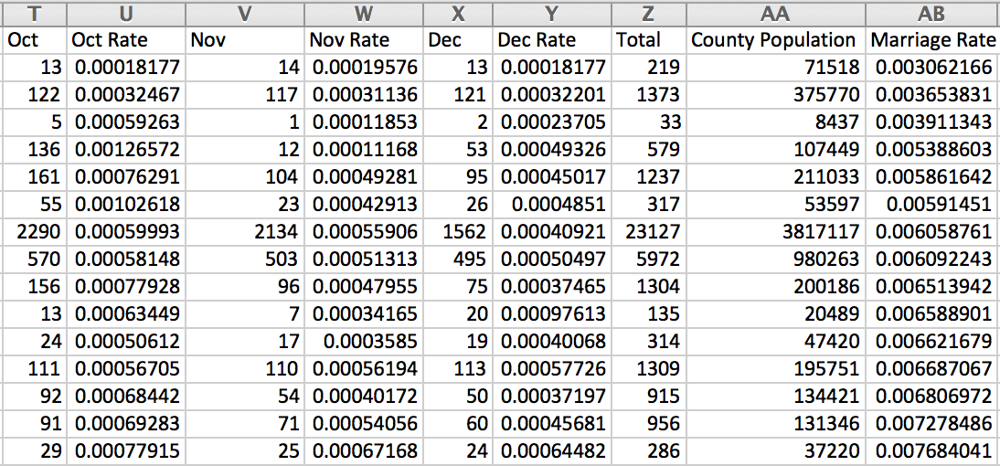 T U V W X Y Z AA AB
Oct Oct Rate Nov Nov Rate Dec Dec Rate Total County Population Marriage Rate
13 0.00018177 14 0.00019576 13 0.00018177 219 71518 0.003062166
122 0.00032467 117 0.00031136 121 0.00032201 1373 375770 0.003653831
5 0.00059263 1 0.00011853 2 0.00023705 33 8437 0.003911343
136 0.00126572 12 0.00011168 53 0.00049326 579 107449 0.005388603
161 0.00076291 104 0.00049281 95 0.00045017 1237 211033 0.005861642
55 0.00102618 23 0.00042913 26 0.0004851 317 53597 0.00591451
2290 0.00059993 2134 0.00055906 1562 0.00040921 23127 3817117 0.006058761
570 0.00058148 503 0.00051313 495 0.00050497 5972 980263 0.006092243
156 0.00077928 96 0.00047955 75 0.00037465 1304 200186 0.006513942
13 0.00063449 7 0.00034165 20 0.00097613 135 20489 0.006588901
24 0.00050612 17 0.0003585 19 0.00040068 314 47420 0.006621679
111 0.00056705 110 0.00056194 113 0.00057726 1309 195751 0.006687067
92 0.00068442 54 0.00040172 50 0.00037197 915 134421 0.006806972
91 0.00069283 71 0.00054056 60 0.00045681 956 131346 0.007278486
29 0.00077915 25 0.00067168 24 0.00064482 286 37220 0.007684041